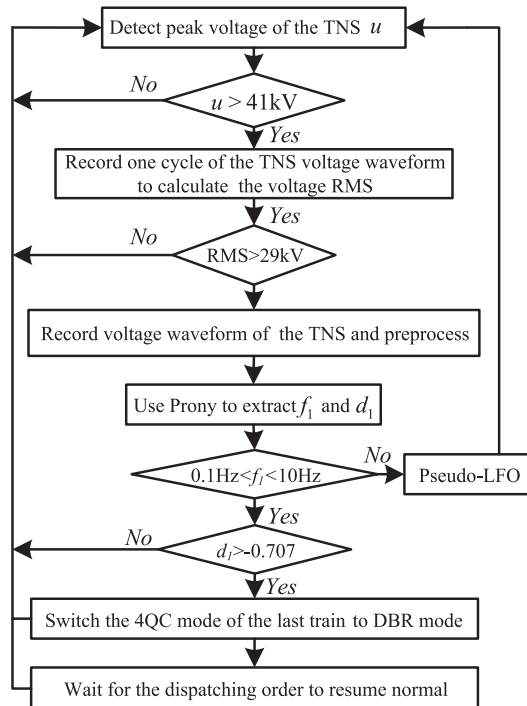 Detect peak voltage of the TNS u
No
u > 41kV
Yes
Record one cycle of the TNS voltage waveform
to calculate the voltage RMS
Yes
No
RMS>29kV
Record voltage waveform of the TNS and preprocess
Use Prony to extract f₁ and d₁
No
0.1Hz<f₁<10Hz
Pseudo-LFO
Yes
No
d₁>-0.707
Yes
Switch the 4QC mode of the last train to DBR mode
Wait for the dispatching order to resume normal